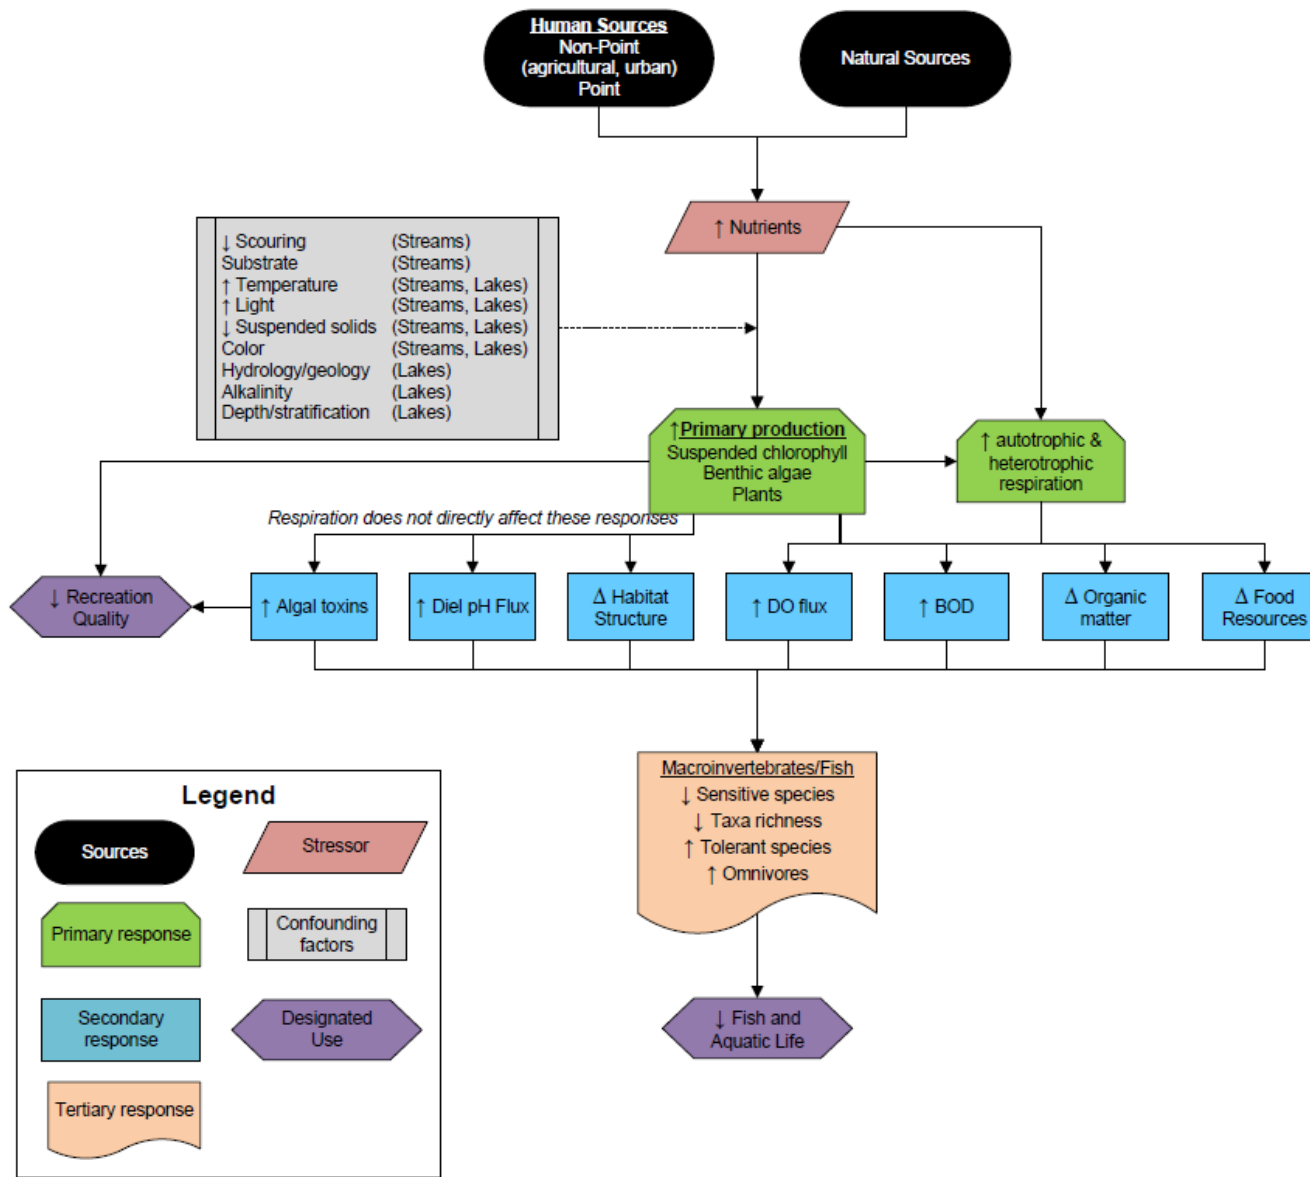 Human Sources
Non-Point
(agricultural, urban)
Point
Natural Sources
↑ Nutrients
↓ Scouring (Streams)
Substrate (Streams)
↑ Temperature (Streams, Lakes)
↑ Light (Streams, Lakes)
↓ Suspended solids (Streams, Lakes)
Color (Streams, Lakes)
Hydrology/geology (Lakes)
Alkalinity (Lakes)
Depth/stratification (Lakes)
↑Primary production
Suspended chlorophyll
Benthic algae
Plants
↑ autotrophic &
heterotrophic
respiration
Respiration does not directly affect these responses
↓ Recreation
Quality
↑ Algal toxins
↑ Diel pH Flux
Δ Habitat
Structure
↑ DO flux
↑ BOD
Δ Organic
matter
Δ Food
Resources
Macroinvertebrates/Fish
↓ Sensitive species
↓ Taxa richness
↑ Tolerant species
↑ Omnivores
↓ Fish and
Aquatic Life
Legend
Sources
Stressor
Primary response
Confounding
factors
Secondary
response
Designated
Use
Tertiary response